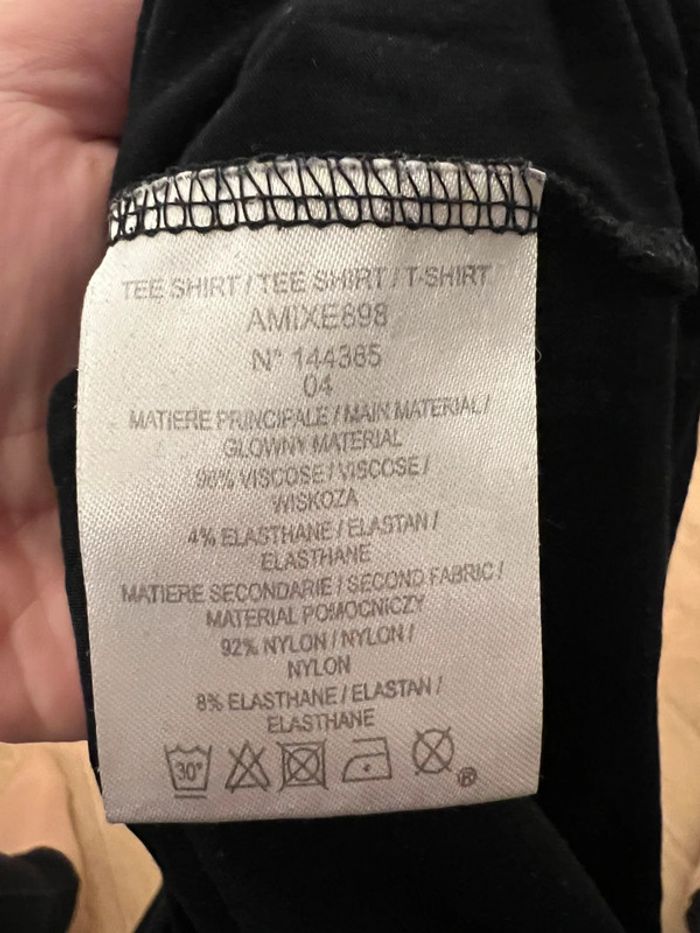 TEE SHIRT / TEE SHIRT / T-SHIRT
AMIXE898
N° 144385
04
MATIERE PRINCIPALE / MAIN MATERIAL /
GLOWNY MATERIAL
96% VISCOSE / VISCOSE /
WISKOZA
4% ELASTHANE / ELASTAN /
ELASTHANE
MATIERE SECONDARIE / SECOND FABRIC /
MATERIAL POMOCNICZY
92% NYLON / NYLON /
NYLON
8% ELASTHANE / ELASTAN /
ELASTHANE
30° ®